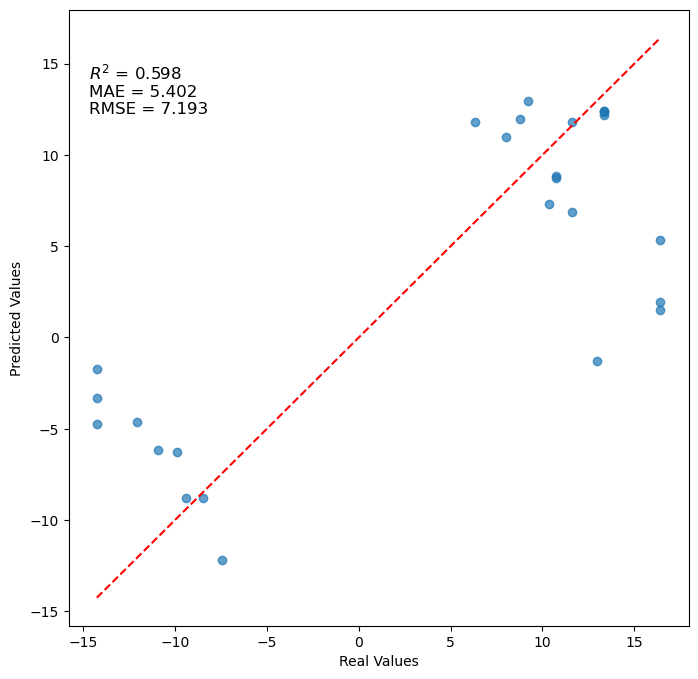 R² = 0.598
MAE = 5.402
RMSE = 7.193
15
10
5
0
−5
−10
−15
Predicted Values
−15 −10 −5 0 5 10 15
Real Values